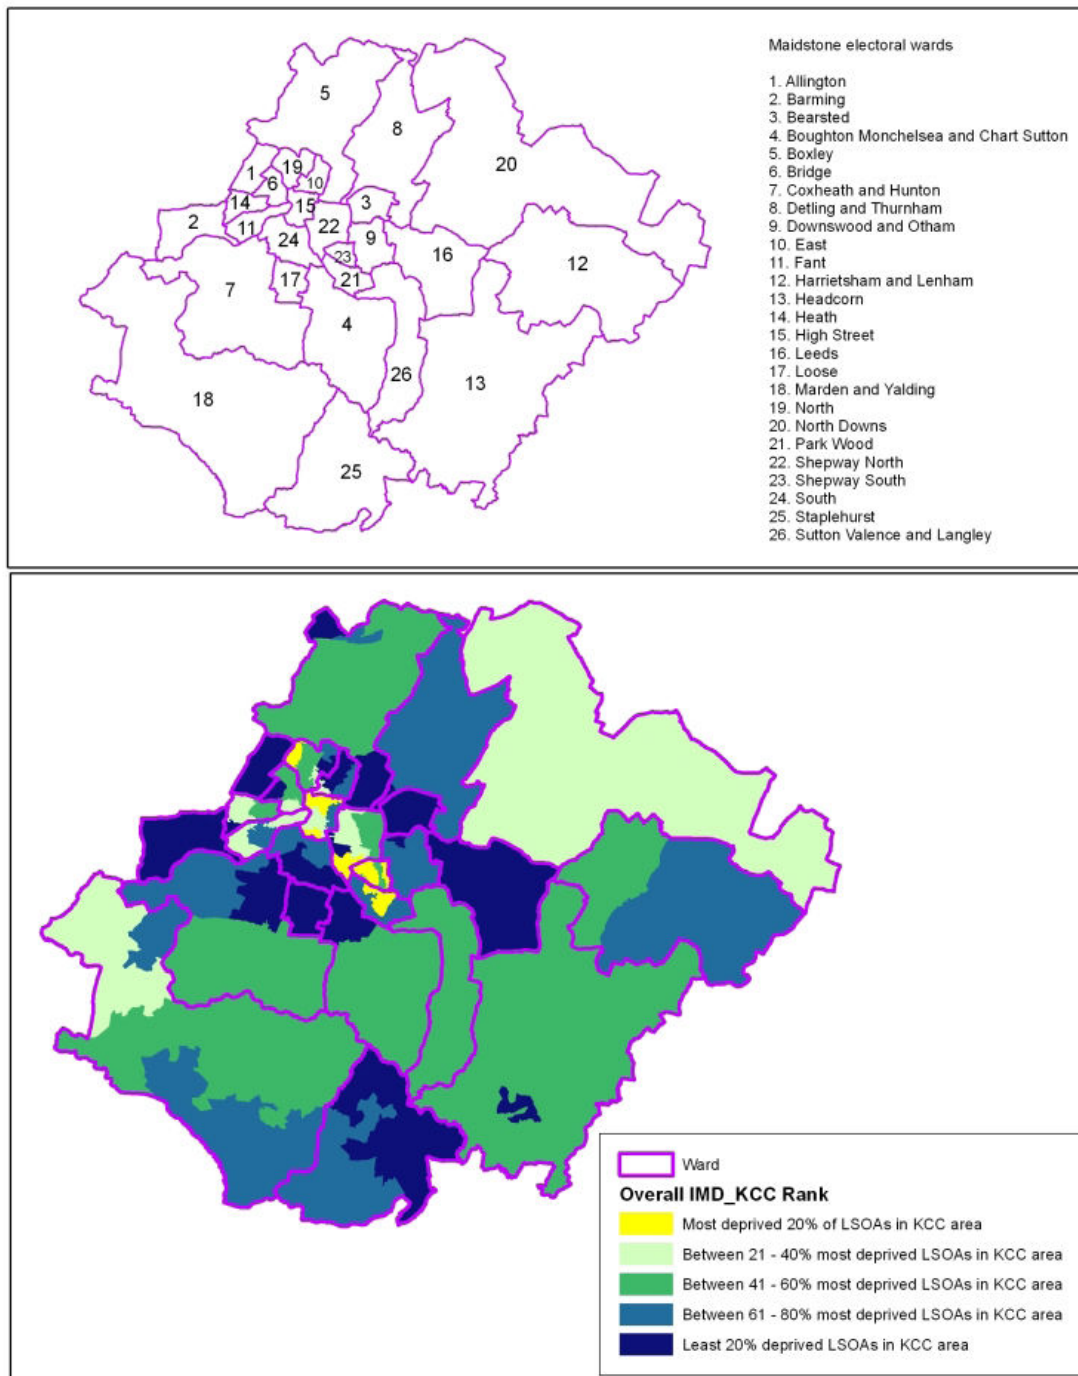 Maidstone electoral wards
1. Allington
2. Barming
3. Bearsted
4. Boughton Monchelsea and Chart Sutton
5. Boxley
6. Bridge
7. Coxheath and Hunton
8. Detling and Thurnham
9. Downswood and Otham
10. East
11. Fant
12. Harrietsham and Lenham
13. Headcorn
14. Heath
15. High Street
16. Leeds
17. Loose
18. Marden and Yalding
19. North
20. North Downs
21. Park Wood
22. Shepway North
23. Shepway South
24. South
25. Staplehurst
26. Sutton Valence and Langley
5
8
20
19
1
6
10
14
15
3
2
11
22
24
9
16
23
12
17
21
7
4
26
13
18
25
Ward
Overall IMD_KCC Rank
Most deprived 20% of LSOAs in KCC area
Between 21 - 40% most deprived LSOAs in KCC area
Between 41 - 60% most deprived LSOAs in KCC area
Between 61 - 80% most deprived LSOAs in KCC area
Least 20% deprived LSOAs in KCC area